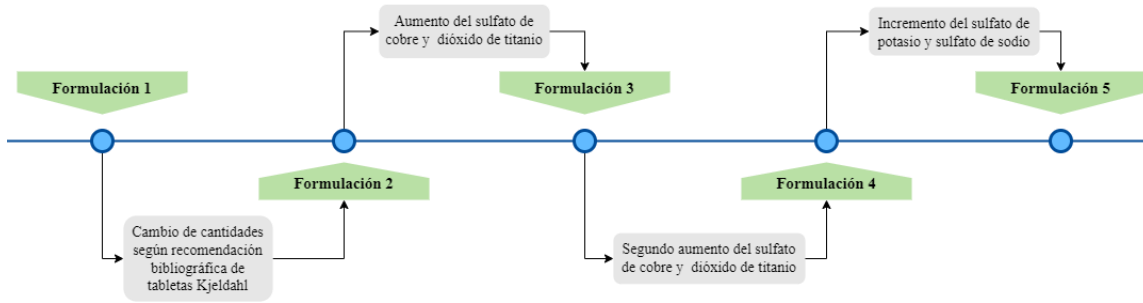 Aumento del sulfato de
cobre y dióxido de titanio
Incremento del sulfato de
potasio y sulfato de sodio
Formulación 1
Formulación 3
Formulación 5
Formulación 2
Formulación 4
Cambio de cantidades
según recomendación
bibliográfica de
tabletas Kjeldahl
Segundo aumento del sulfato
de cobre y dióxido de titanio